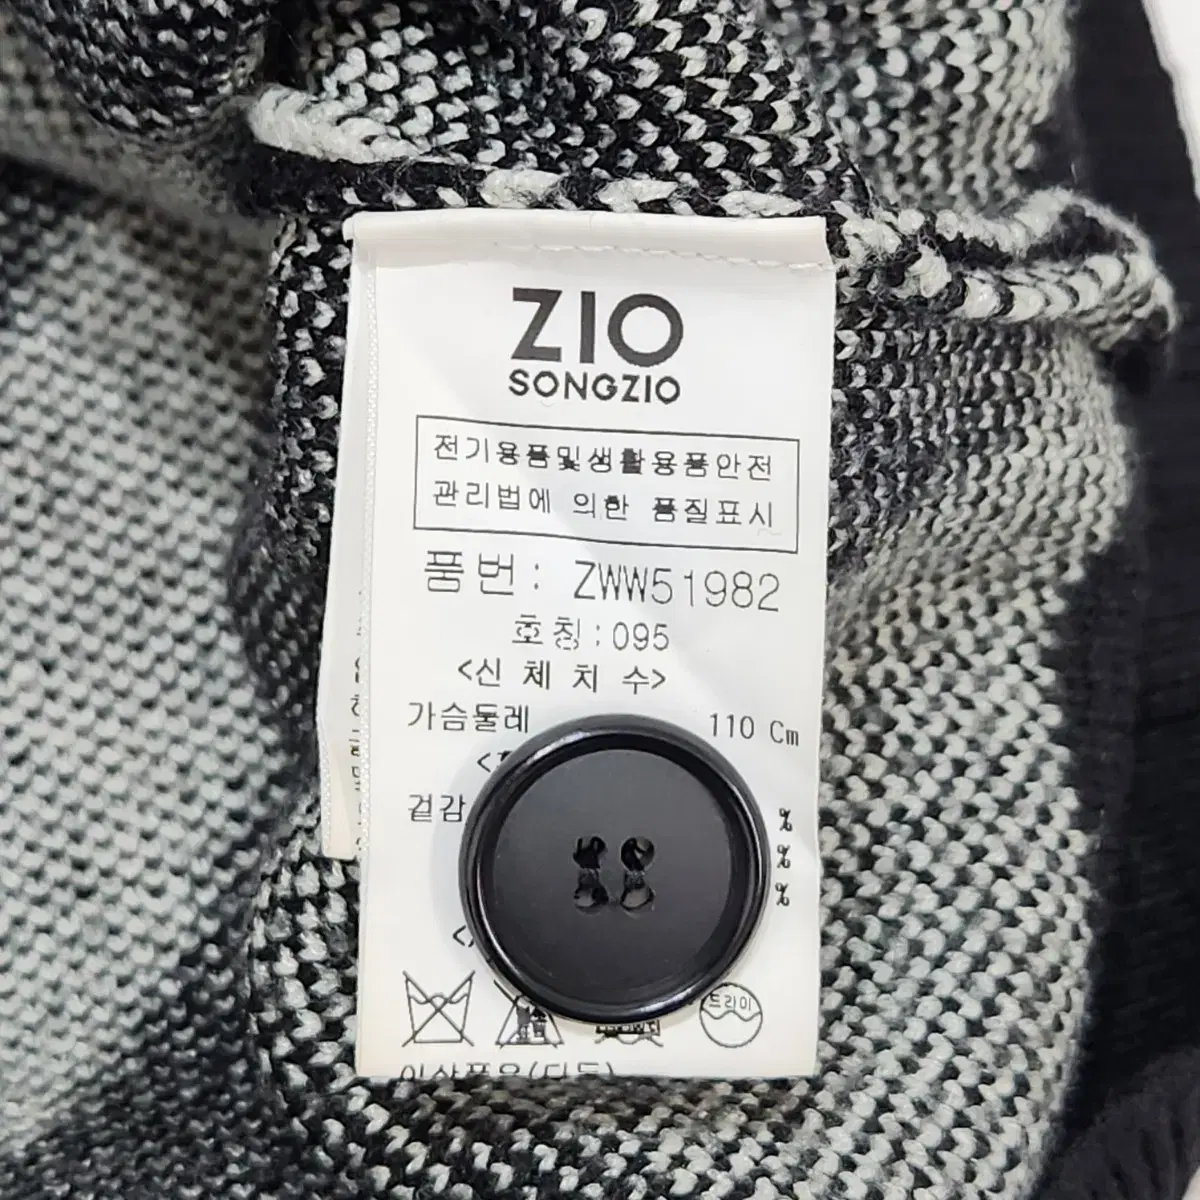 ZIO
SONGZIO
전기용품및생활용품안전
관리법에 의한 품질표시
품번: ZWW51982
호칭:095
<신 체 치 수>
가슴둘레 110 Cm
<
겉감 %
%
%
<
드라이